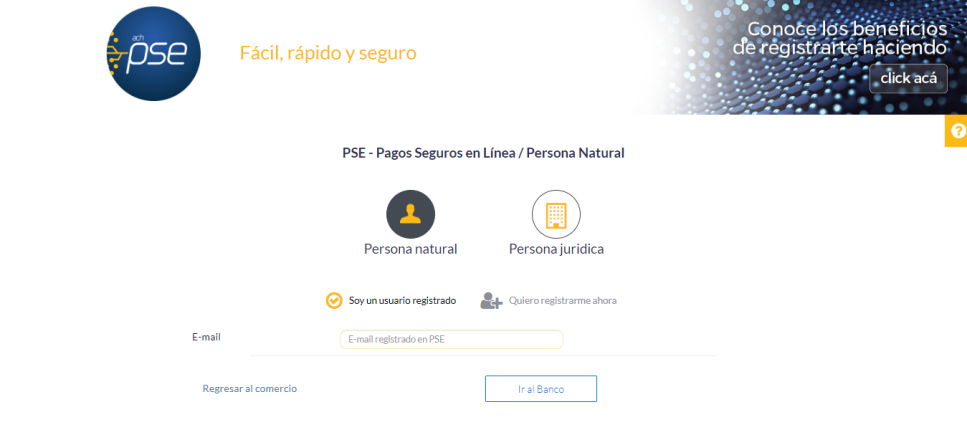 ach
pse
Fácil, rápido y seguro
Conoce los beneficios
de registrarte haciendo
click acá
?
PSE - Pagos Seguros en Línea / Persona Natural
Persona natural
Persona juridica
Soy un usuario registrado
Quiero registrarme ahora
E-mail
E-mail registrado en PSE
Regresar al comercio
Ir al Banco